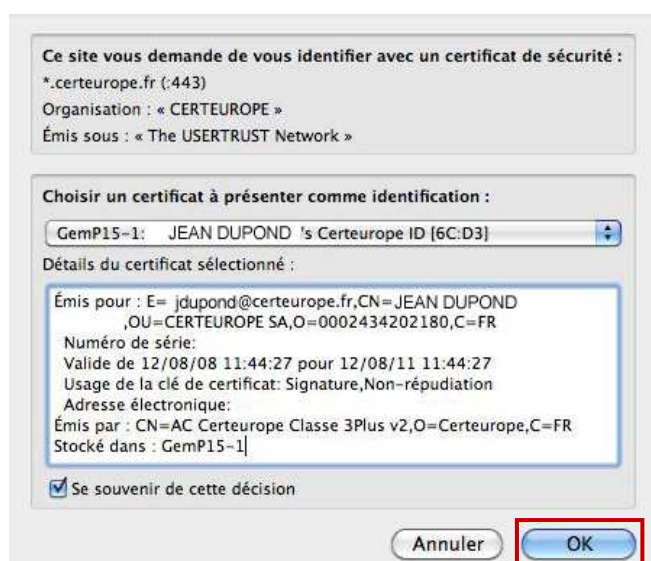 Ce site vous demande de vous identifier avec un certificat de sécurité :
*.certeurope.fr (:443)
Organisation : « CERTEUROPE »
Émis sous : « The USERTRUST Network »
Choisir un certificat à présenter comme identification :
GemP15-1: JEAN DUPOND 's Certeurope ID [6C:D3]
Détails du certificat sélectionné :
Émis pour : E= jdupond@certeurope.fr,CN=JEAN DUPOND
,OU=CERTEUROPE SA,O=0002434202180,C=FR
Numéro de série:
Valide de 12/08/08 11:44:27 pour 12/08/11 11:44:27
Usage de la clé de certificat: Signature,Non-répudiation
Adresse électronique:
Émis par : CN=AC Certeurope Classe 3Plus v2,O=Certeurope,C=FR
Stocké dans : GemP15-1
Se souvenir de cette décision
Annuler OK